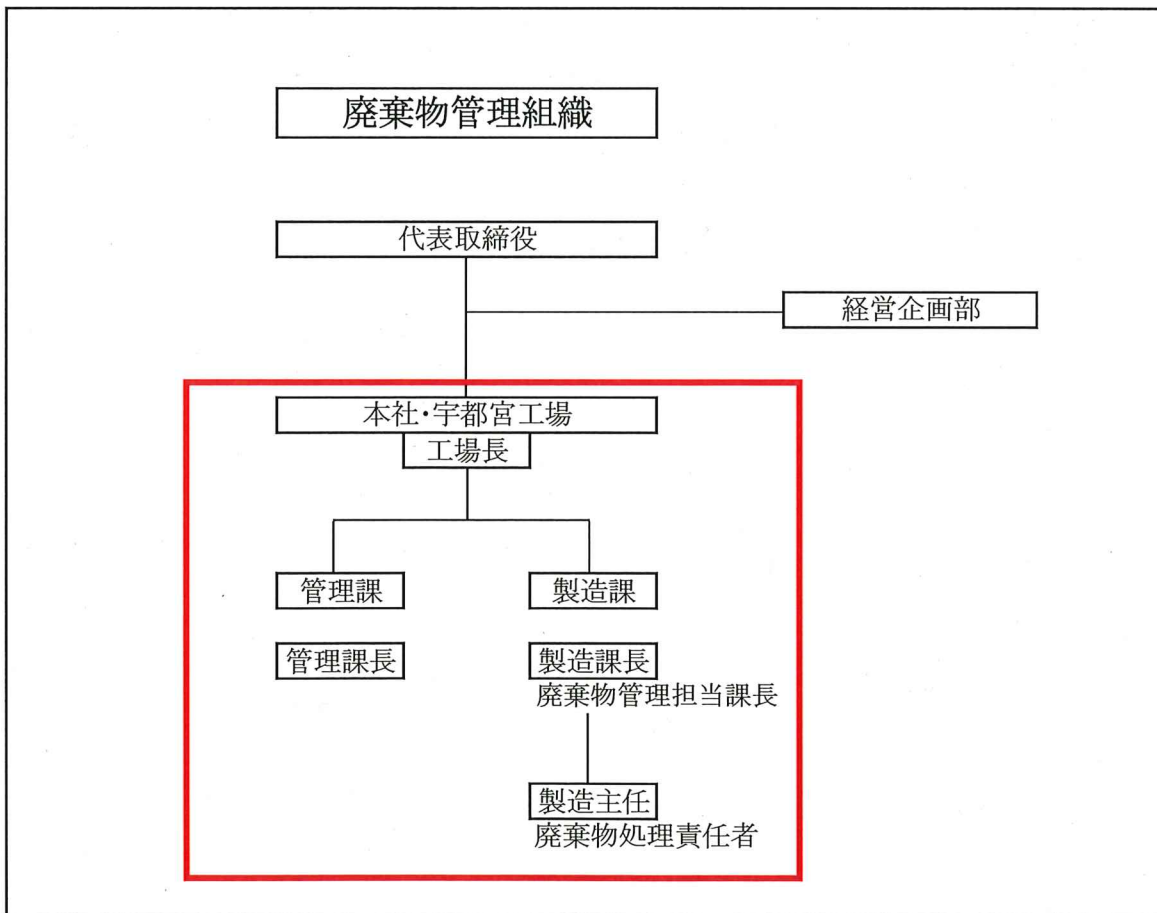 廃棄物管理組織
代表取締役
経営企画部
本社・宇都宮工場
工場長
管理課
製造課
管理課長
製造課長
廃棄物管理担当課長
製造主任
廃棄物処理責任者